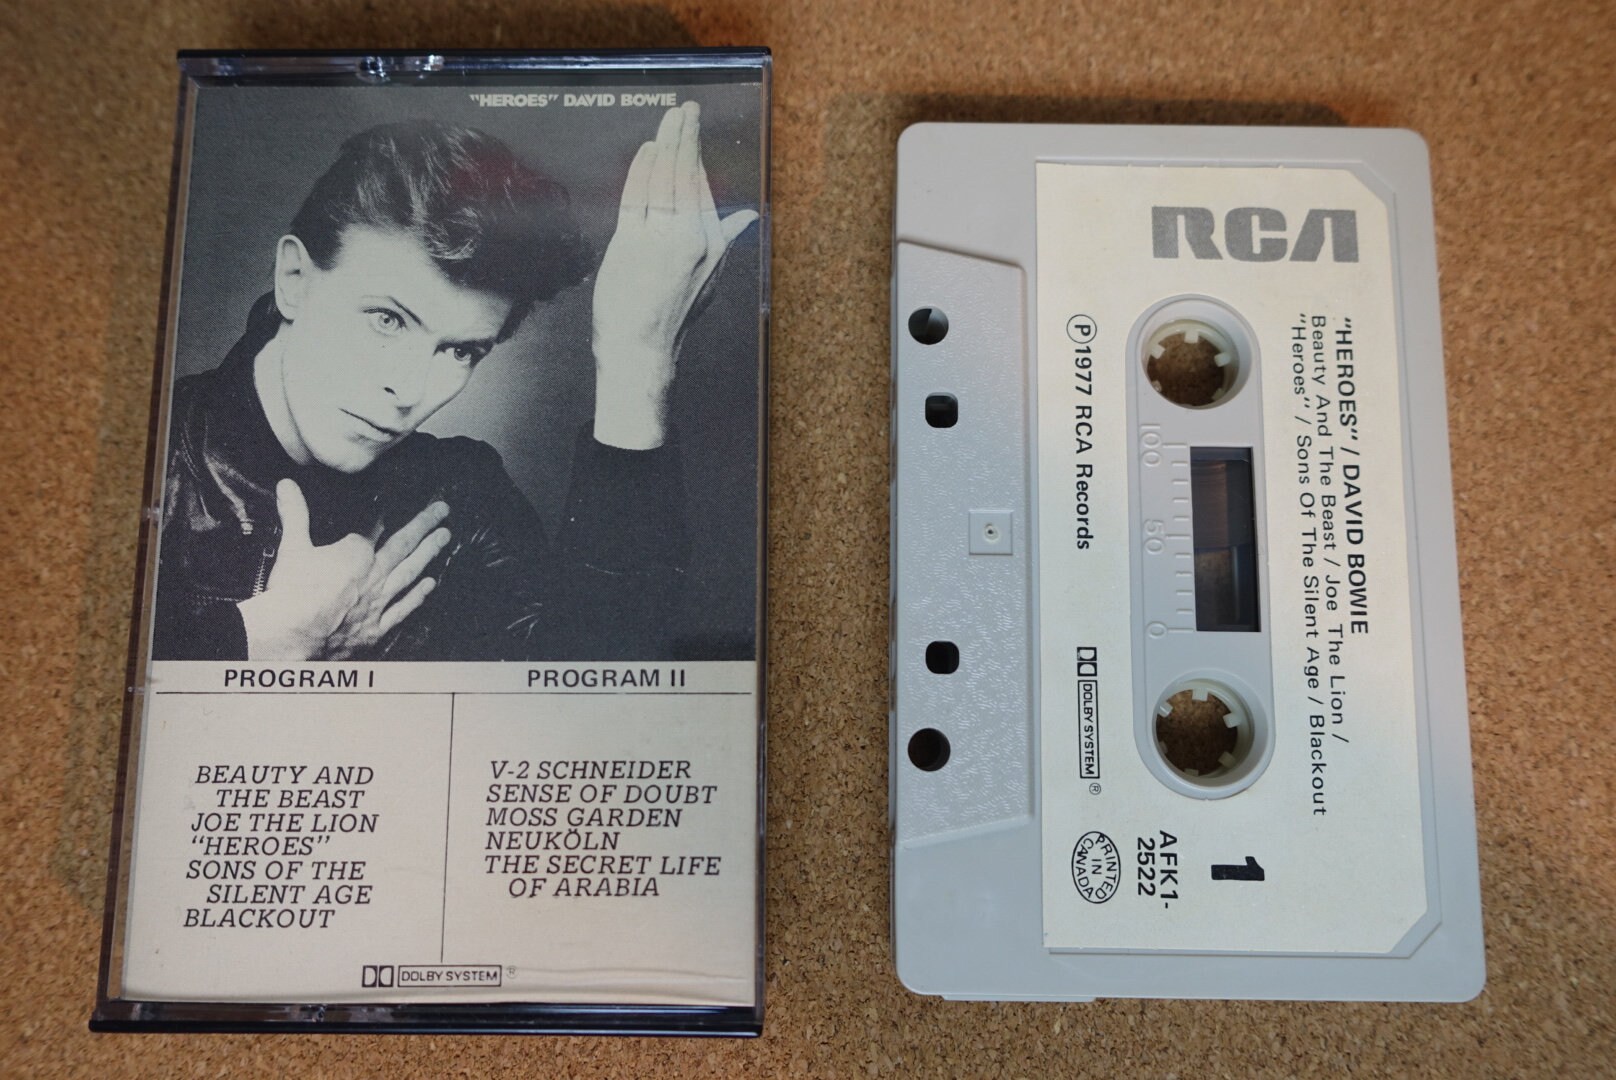 "HEROES" DAVID BOWIE
PROGRAM I
BEAUTY AND
THE BEAST
JOE THE LION
"HEROES"
SONS OF THE
SILENT AGE
BLACKOUT
PROGRAM II
V-2 SCHNEIDER
SENSE OF DOUBT
MOSS GARDEN
NEUKÖLN
THE SECRET LIFE
OF ARABIA
DOLBY SYSTEM ®
RCA
"HEROES" / DAVID BOWIE
Beauty And The Beast / Joe The Lion /
"Heroes" / Sons Of The Silent Age / Blackout
100 50 0
℗ 1977 RCA Records
DOLBY SYSTEM ®
1
AFK1-
2522
PRINTED
IN
CANADA